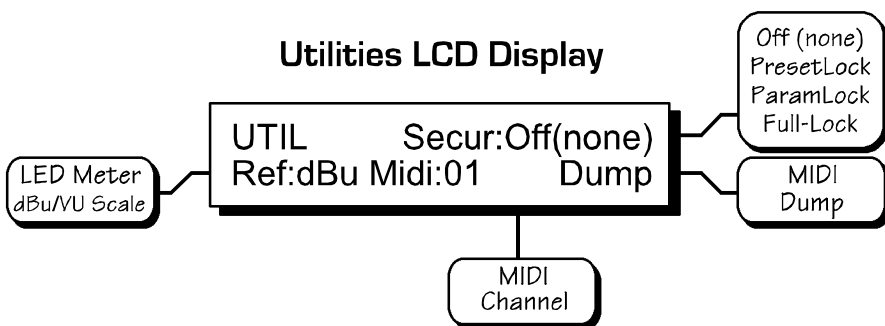 Utilities LCD Display
Off (none)
PresetLock
ParamLock
Full-Lock
UTIL Secur:Off(none)
Ref:dBu Midi:01 Dump
LED Meter
dBu/VU Scale
MIDI
Dump
MIDI
Channel